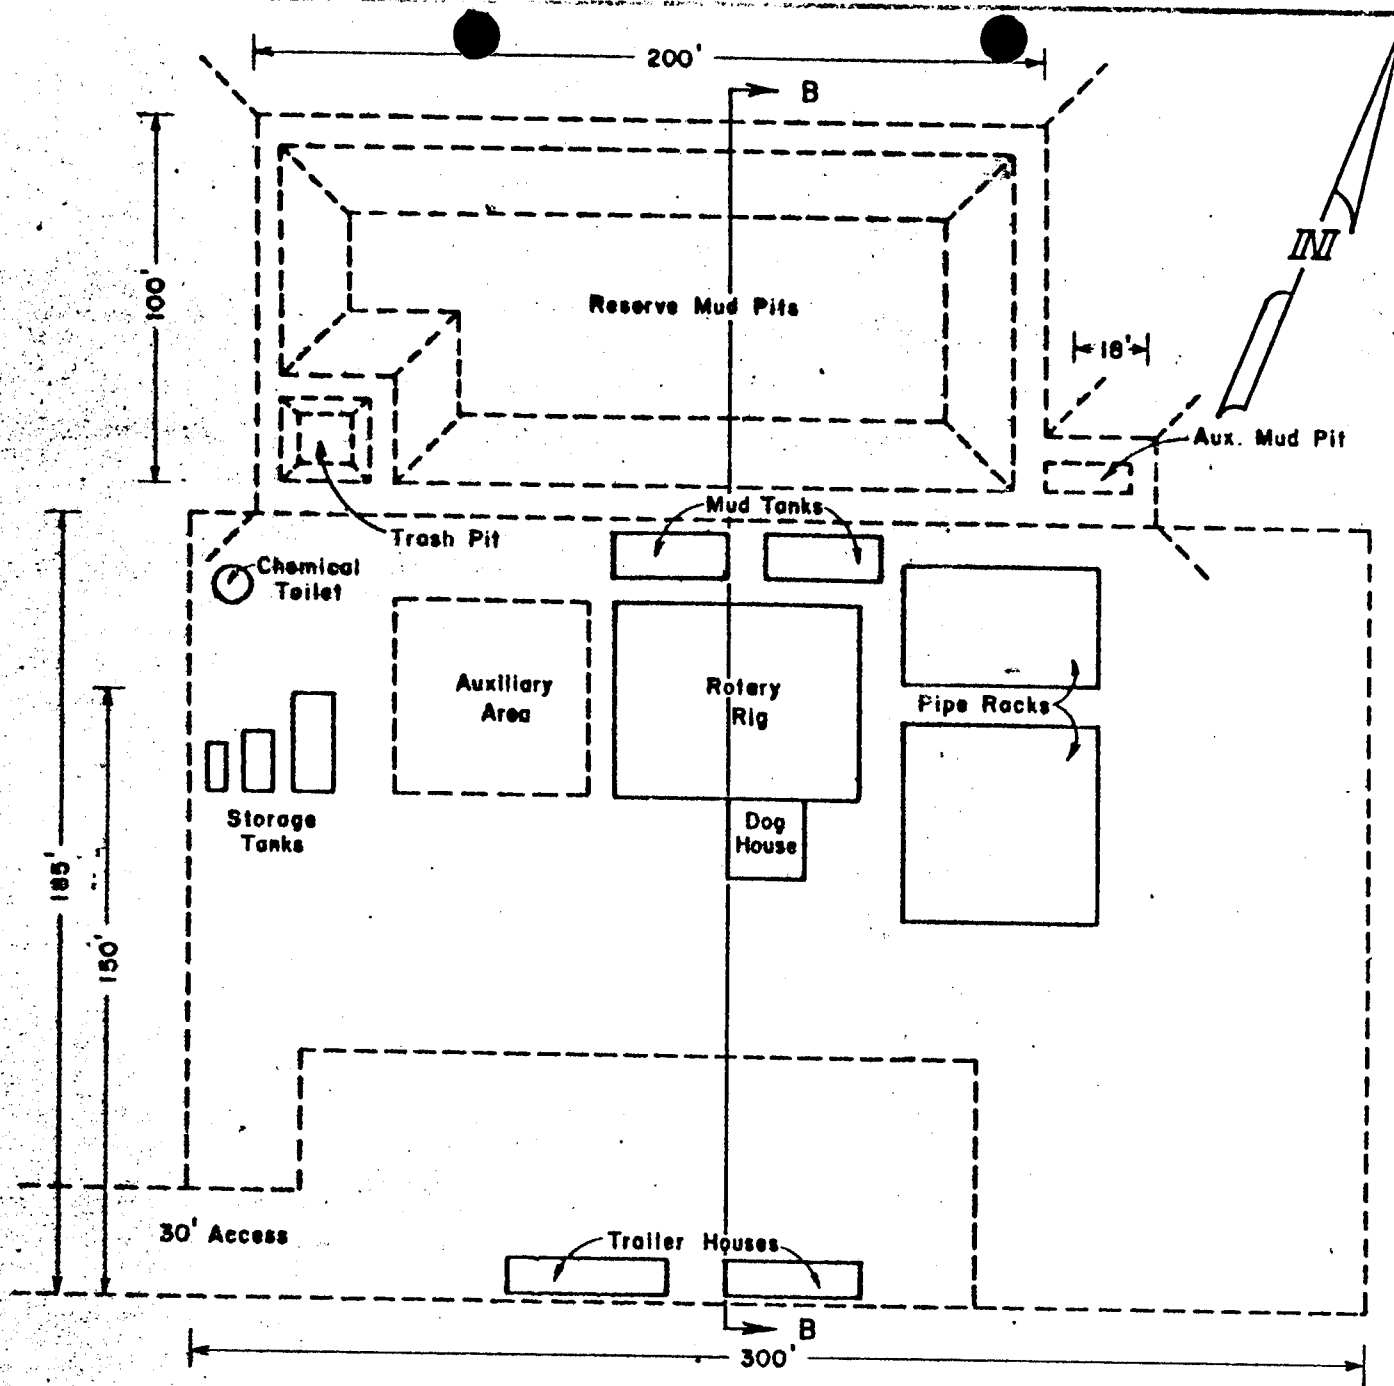 200'
B
100'
N
Reserve Mud Pits
18'
Aux. Mud Pit
Mud Tanks
Trash Pit
Chemical
Toilet
Auxiliary
Area
Rotary
Rig
Pipe Racks
Storage
Tanks
Dog
House
185'
150'
30' Access
Trailer Houses
B
300'